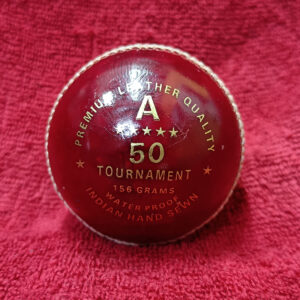 PREMIUM LEATHER QUALITY
A
★★★★★
50
TOURNAMENT
156 GRAMS
WATER PROOF
INDIAN HAND SEWN